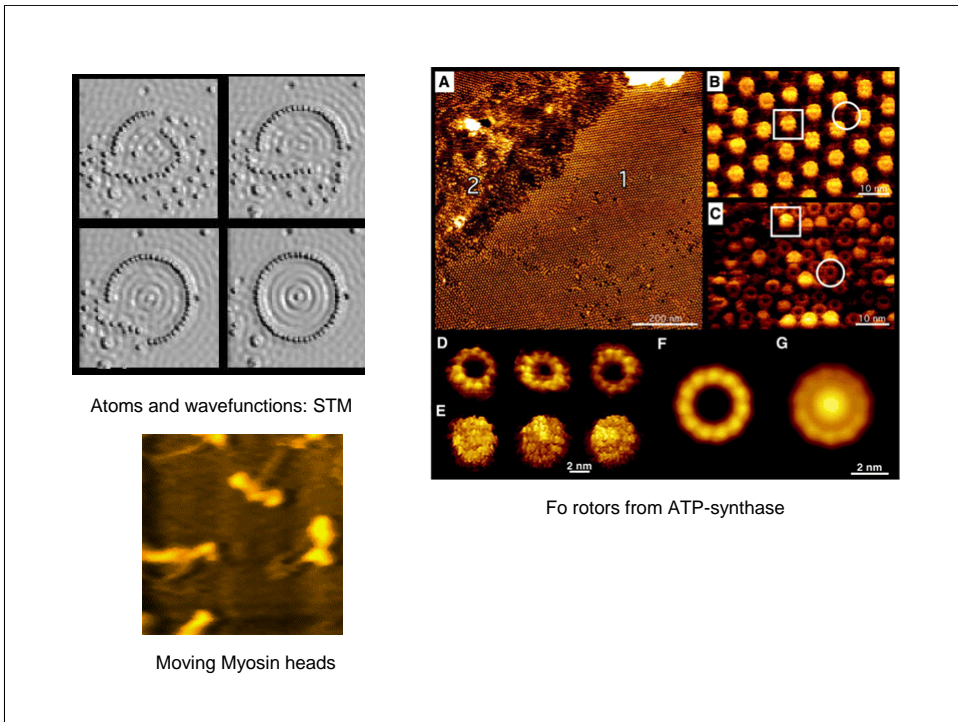 A
B
2
1
10 nm
C
200 nm
10 nm
D
F
G
E
2 nm
2 nm
Atoms and wavefunctions: STM
Fo rotors from ATP-synthase
Moving Myosin heads